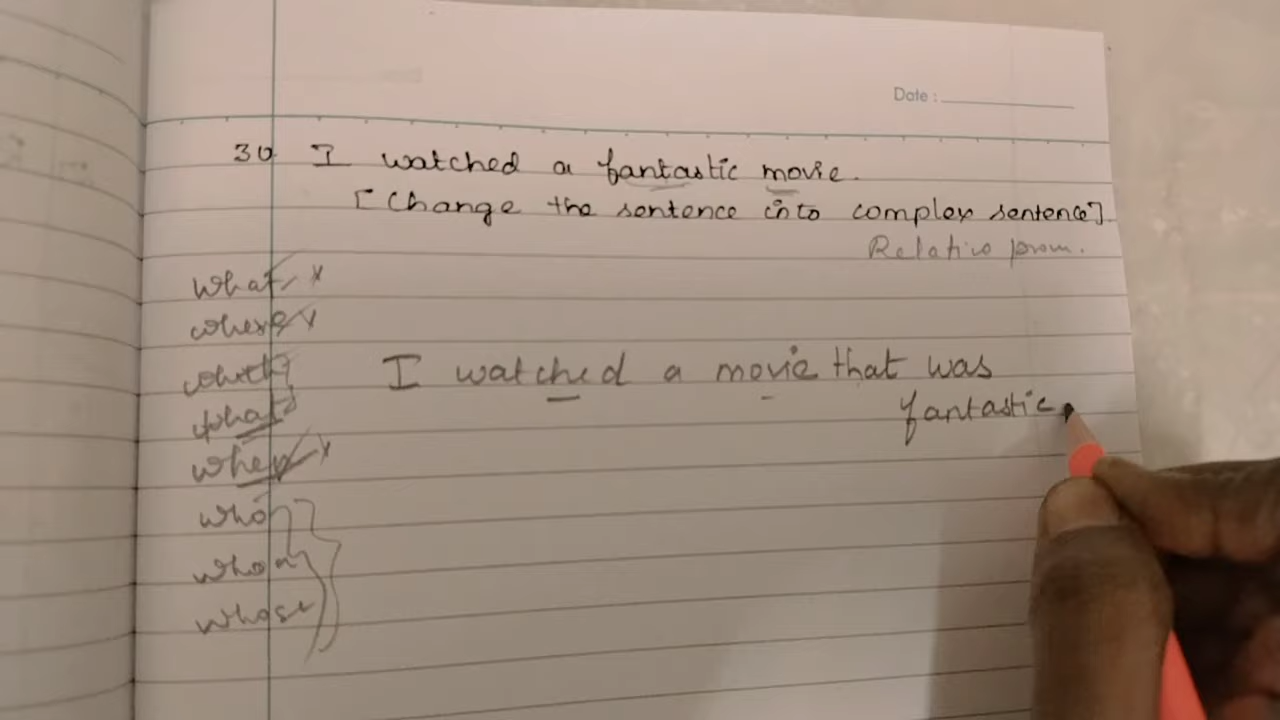 Date :
30 I watched a fantastic movie.
[Change the sentence into complex sentence]
Relative pron.
what x
where x
which
that
when x
I watched a movie that was
fantastic.
who
whom
whose